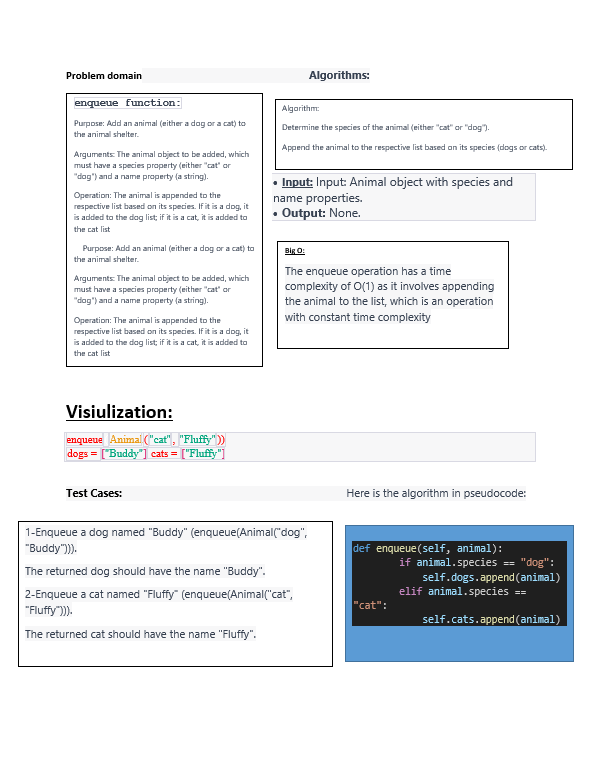 Problem domain
enqueue function:
Purpose: Add an animal (either a dog or a cat) to
the animal shelter.
Arguments: The animal object to be added, which
must have a species property (either "cat" or
"dog") and a name property (a string).
Operation: The animal is appended to the
respective list based on its species. If it is a dog, it
is added to the dog list; if it is a cat, it is added to
the cat list
Purpose: Add an animal (either a dog or a cat) to
the animal shelter.
Arguments: The animal object to be added, which
must have a species property (either "cat" or
"dog") and a name property (a string).
Operation: The animal is appended to the
respective list based on its species. If it is a dog, it
is added to the dog list; if it is a cat, it is added to
the cat list
Algorithms:
Algorithm:
Determine the species of the animal (either "cat" or "dog").
Append the animal to the respective list based on its species (dogs or cats).
• Input: Input: Animal object with species and
name properties.
• Output: None.
Big O:
The enqueue operation has a time
complexity of O(1) as it involves appending
the animal to the list, which is an operation
with constant time complexity
Visiulization:
enqueue Animal("cat", "Fluffy"))
dogs = ["Buddy"] cats = ["Fluffy"]
Test Cases:
1-Enqueue a dog named "Buddy" (enqueue(Animal("dog",
"Buddy"))).
The returned dog should have the name "Buddy".
2-Enqueue a cat named "Fluffy" (enqueue(Animal("cat",
"Fluffy"))).
The returned cat should have the name "Fluffy".
Here is the algorithm in pseudocode:
def enqueue(self, animal):
if animal.species == "dog":
self.dogs.append(animal)
elif animal.species ==
"cat":
self.cats.append(animal)